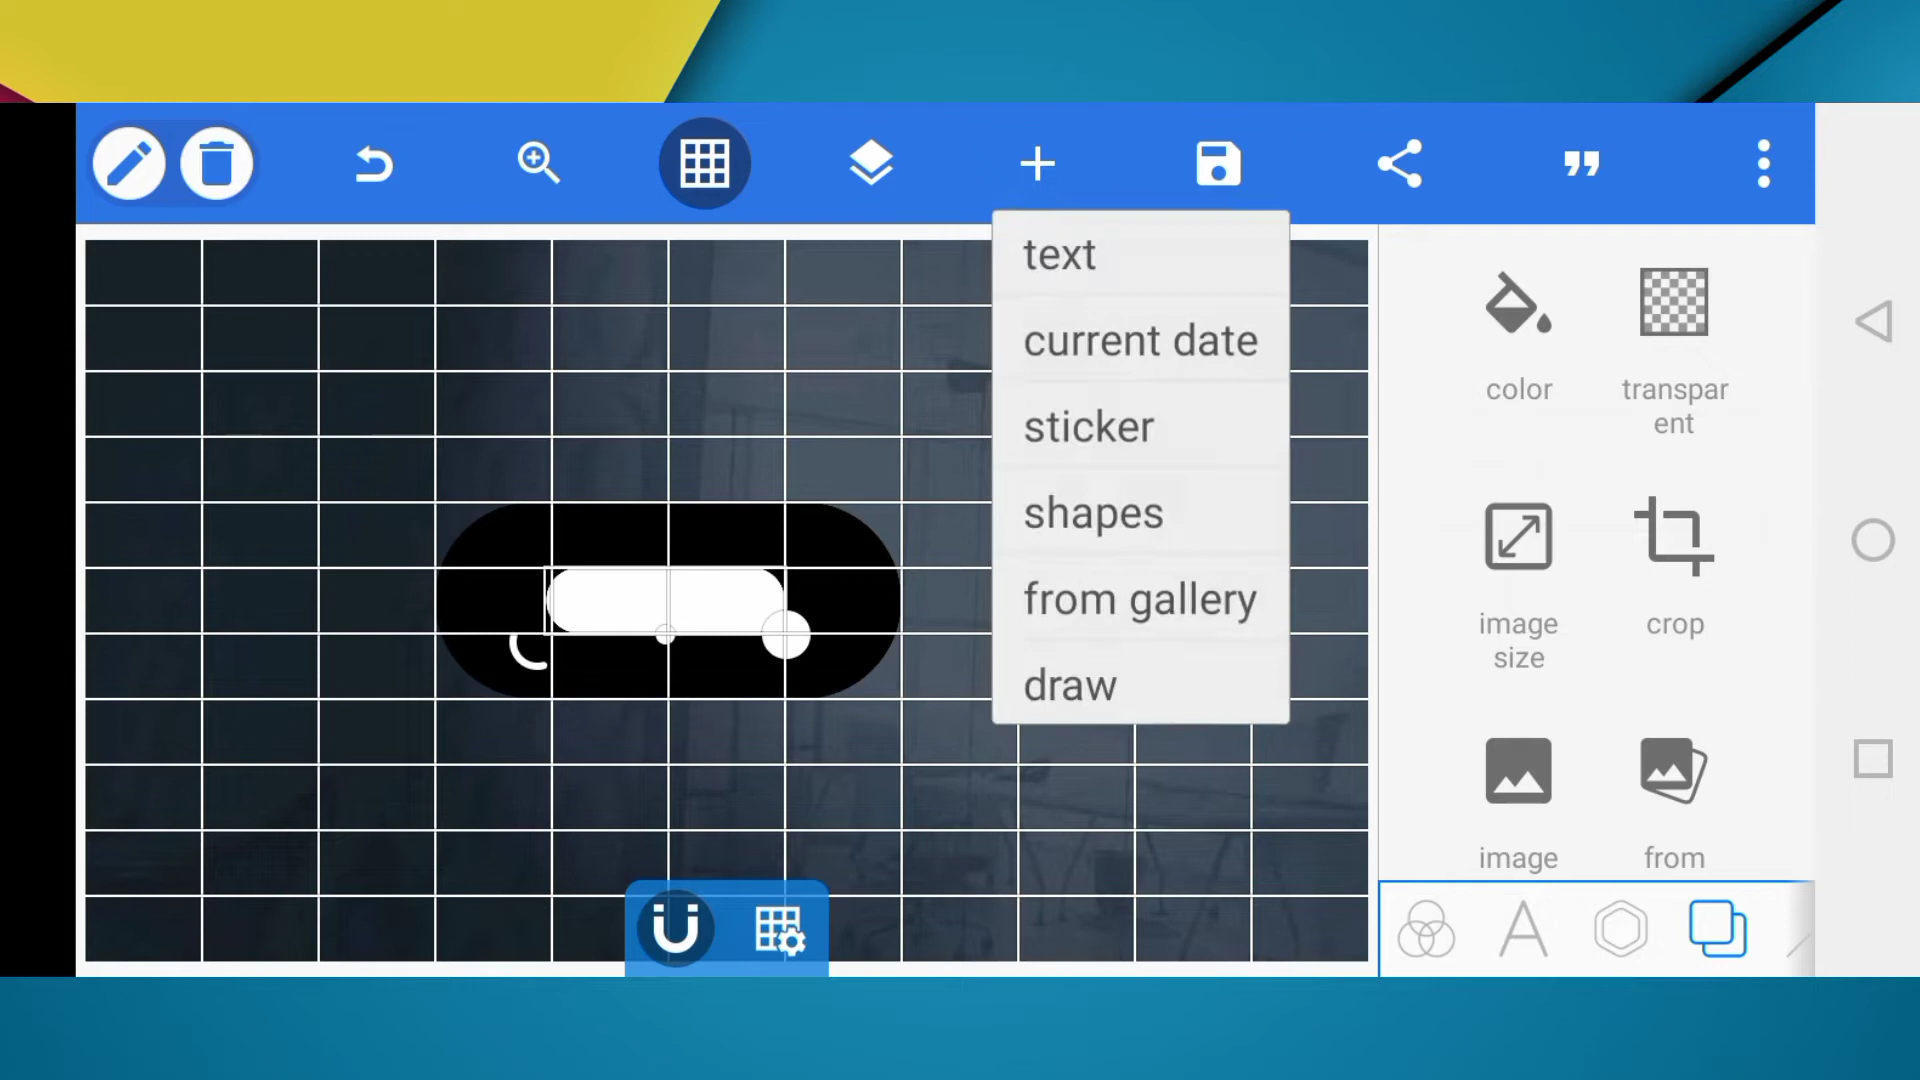 text
current date
sticker
shapes
from gallery
draw
color
transpar
ent
image
size
crop
image
from